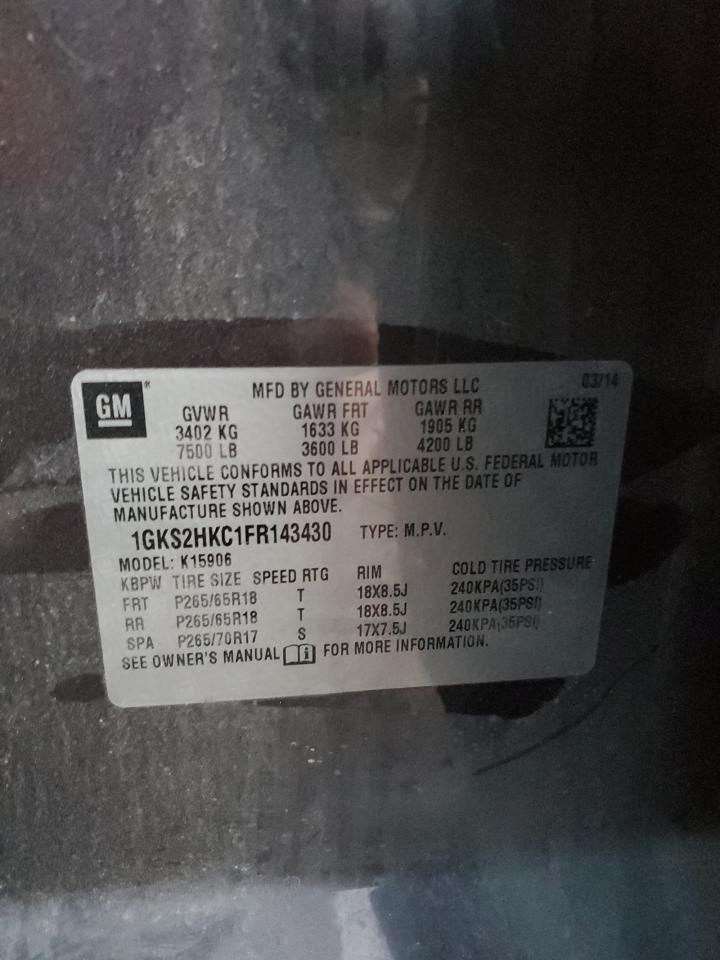 GM
MFD BY GENERAL MOTORS LLC 03/14
GVWR GAWR FRT GAWR RR
3402 KG 1633 KG 1905 KG
7500 LB 3600 LB 4200 LB
THIS VEHICLE CONFORMS TO ALL APPLICABLE U.S. FEDERAL MOTOR
VEHICLE SAFETY STANDARDS IN EFFECT ON THE DATE OF
MANUFACTURE SHOWN ABOVE.
1GKS2HKC1FR143430 TYPE: M.P.V.
MODEL: K15906
KBPW TIRE SIZE SPEED RTG RIM COLD TIRE PRESSURE
FRT P265/65R18 T 18X8.5J 240KPA(35PSI)
RR P265/65R18 T 18X8.5J 240KPA(35PSI)
SPA P265/70R17 S 17X7.5J 240KPA(35PSI)
SEE OWNER'S MANUAL FOR MORE INFORMATION.